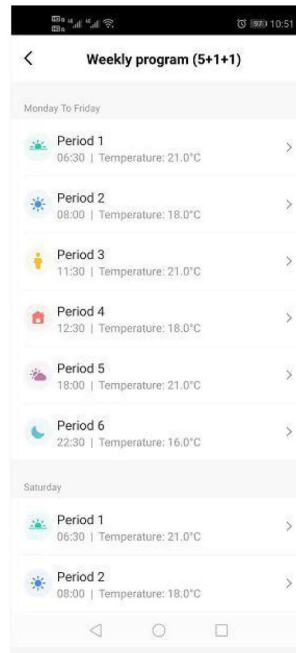 10:51
Weekly program (5+1+1)
Monday To Friday
Period 1
06:30 | Temperature: 21.0°C
Period 2
08:00 | Temperature: 18.0°C
Period 3
11:30 | Temperature: 21.0°C
Period 4
12:30 | Temperature: 18.0°C
Period 5
18:00 | Temperature: 21.0°C
Period 6
22:30 | Temperature: 16.0°C
Saturday
Period 1
06:30 | Temperature: 21.0°C
Period 2
08:00 | Temperature: 18.0°C